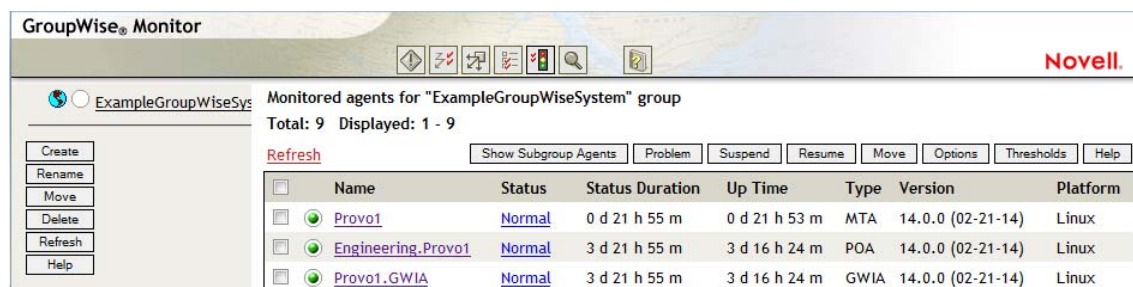 GroupWise® Monitor
Novell.
ExampleGroupWiseSys
Create
Rename
Move
Delete
Refresh
Help
Monitored agents for "ExampleGroupWiseSystem" group
Total: 9 Displayed: 1 - 9
Refresh Show Subgroup Agents Problem Suspend Resume Move Options Thresholds Help
Name Status Status Duration Up Time Type Version Platform
Provo1 Normal 0 d 21 h 55 m 0 d 21 h 53 m MTA 14.0.0 (02-21-14) Linux
Engineering.Provo1 Normal 3 d 21 h 55 m 3 d 16 h 24 m POA 14.0.0 (02-21-14) Linux
Provo1.GWIA Normal 3 d 21 h 55 m 3 d 16 h 24 m GWIA 14.0.0 (02-21-14) Linux